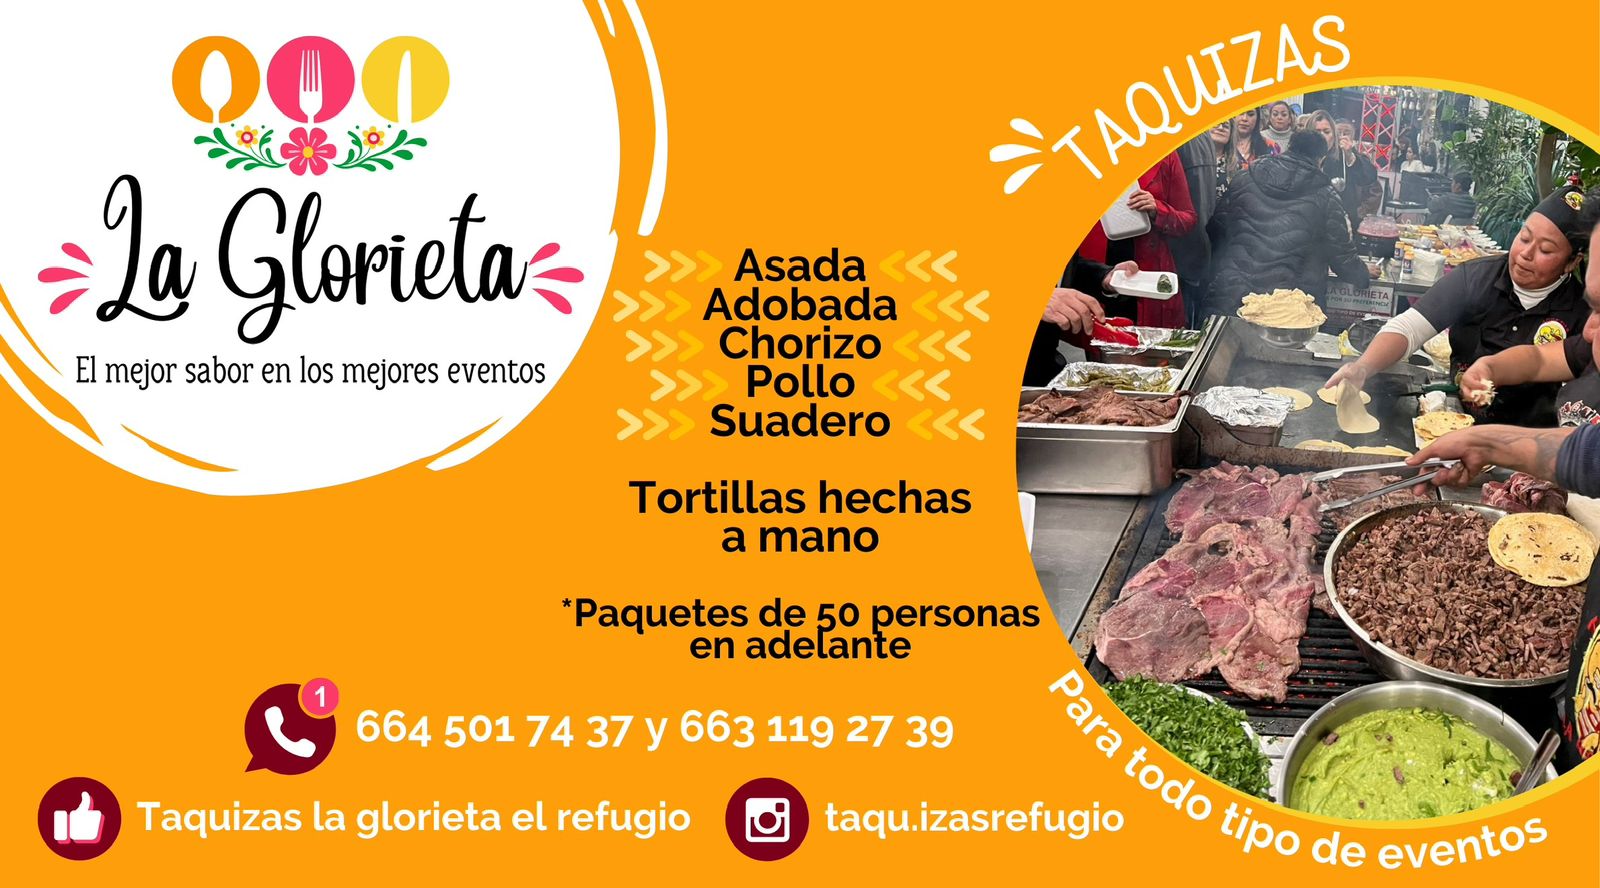 La Glorieta
El mejor sabor en los mejores eventos
TAQUIZAS
Asada
Adobada
Chorizo
Pollo
Suadero
Tortillas hechas
a mano
*Paquetes de 50 personas
en adelante
1
664 501 74 37 y 663 119 27 39
Taquizas la glorieta el refugio
taqu.izasrefugio
LA GLORIETA
Para todo tipo de eventos